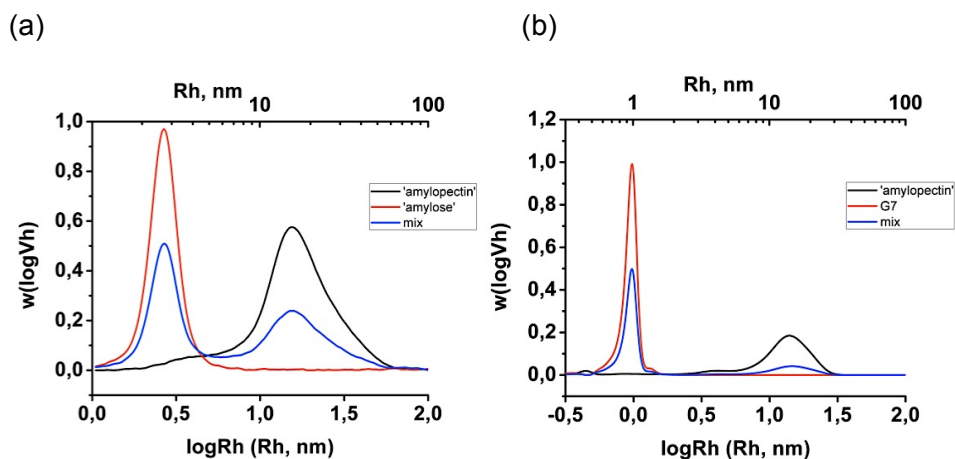 (a)
Rh, nm
10
100
1,0
0,8
0,6
0,4
0,2
0,0
w(logVh)
'amylopectin'
'amylose'
mix
0,0
0,5
1,0
1,5
2,0
logRh (Rh, nm)
(b)
Rh, nm
1
10
100
1,2
1,0
0,8
0,6
0,4
0,2
0,0
w(logVh)
'amylopectin'
G7
mix
-0,5
0,0
0,5
1,0
1,5
2,0
logRh (Rh, nm)